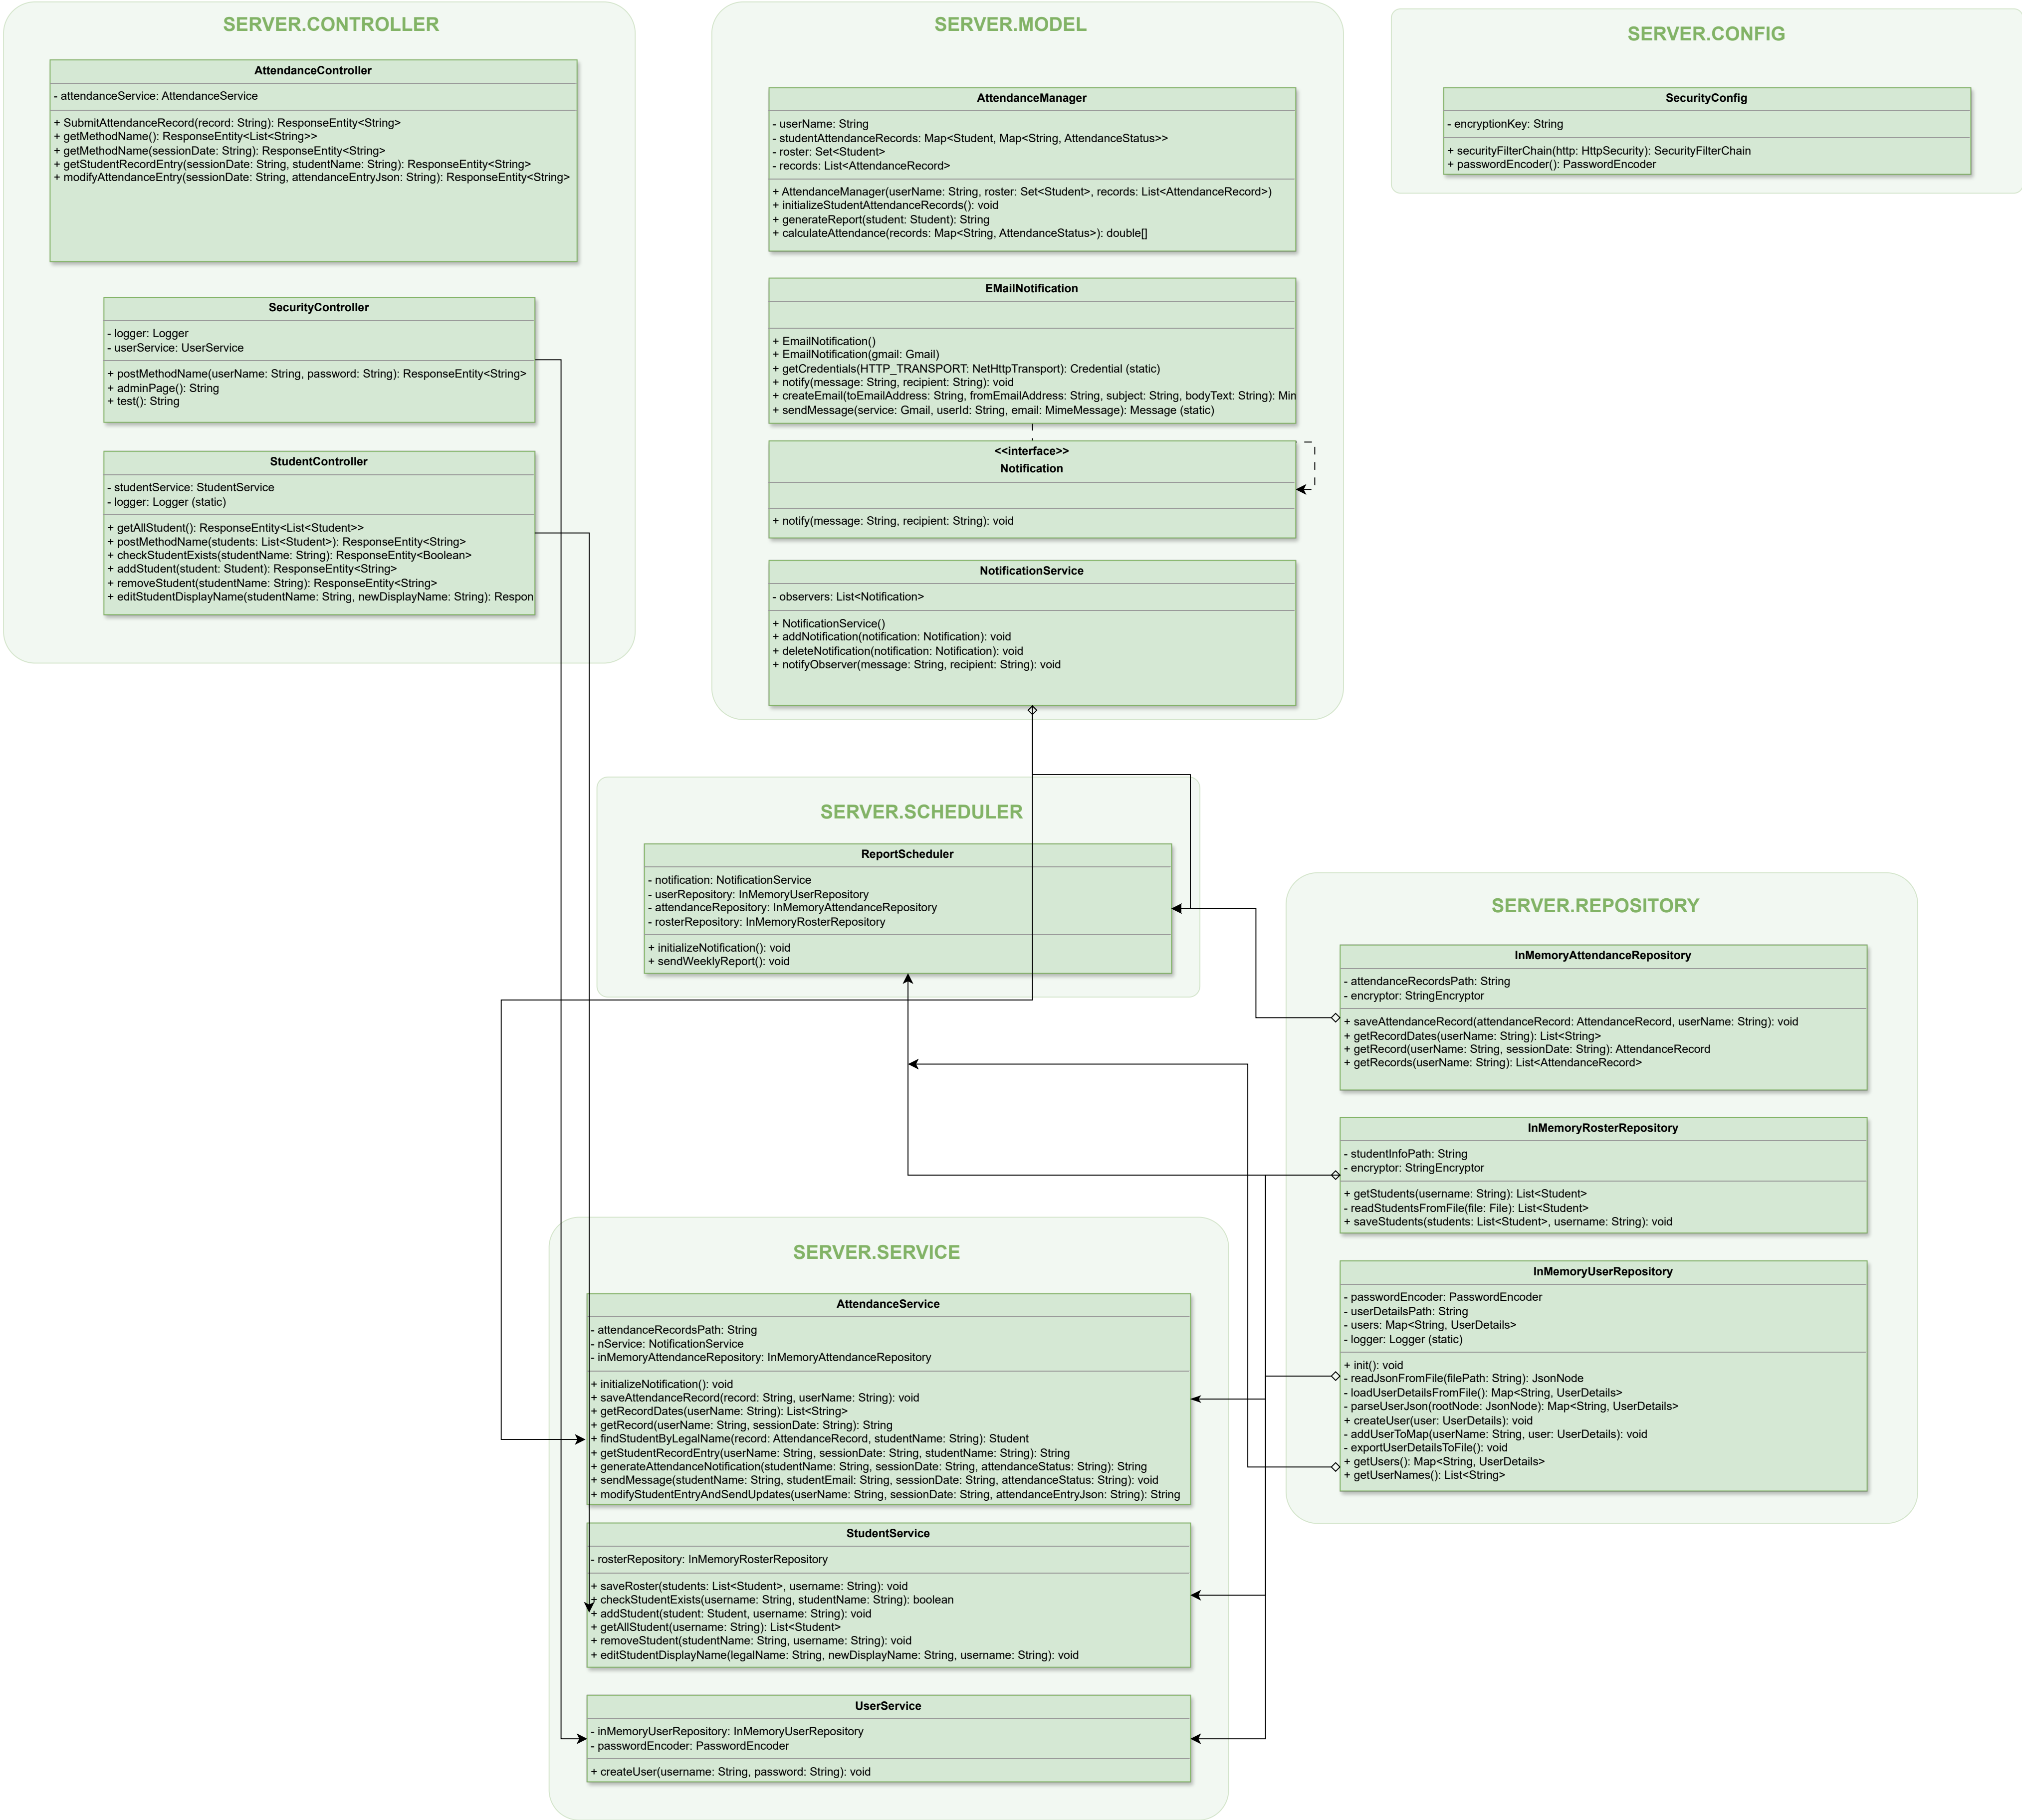 SERVER.CONTROLLER
AttendanceController
- attendanceService: AttendanceService
+ SubmitAttendanceRecord(record: String): ResponseEntity<String>
+ getMethodName(): ResponseEntity<List<String>>
+ getMethodName(sessionDate: String): ResponseEntity<String>
+ getStudentRecordEntry(sessionDate: String, studentName: String): ResponseEntity<String>
+ modifyAttendanceEntry(sessionDate: String, attendanceEntryJson: String): ResponseEntity<String>
SecurityController
- logger: Logger
- userService: UserService
+ postMethodName(userName: String, password: String): ResponseEntity<String>
+ adminPage(): String
+ test(): String
StudentController
- studentService: StudentService
- logger: Logger (static)
+ getAllStudent(): ResponseEntity<List<Student>>
+ postMethodName(students: List<Student>): ResponseEntity<String>
+ checkStudentExists(studentName: String): ResponseEntity<Boolean>
+ addStudent(student: Student): ResponseEntity<String>
+ removeStudent(studentName: String): ResponseEntity<String>
+ editStudentDisplayName(studentName: String, newDisplayName: String): Respon
SERVER.MODEL
AttendanceManager
- userName: String
- studentAttendanceRecords: Map<Student, Map<String, AttendanceStatus>>
- roster: Set<Student>
- records: List<AttendanceRecord>
+ AttendanceManager(userName: String, roster: Set<Student>, records: List<AttendanceRecord>)
+ initializeStudentAttendanceRecords(): void
+ generateReport(student: Student): String
+ calculateAttendance(records: Map<String, AttendanceStatus>): double[]
EMailNotification
+ EmailNotification()
+ EmailNotification(gmail: Gmail)
+ getCredentials(HTTP_TRANSPORT: NetHttpTransport): Credential (static)
+ notify(message: String, recipient: String): void
+ createEmail(toEmailAddress: String, fromEmailAddress: String, subject: String, bodyText: String): Mim
+ sendMessage(service: Gmail, userId: String, email: MimeMessage): Message (static)
<<interface>>
Notification
+ notify(message: String, recipient: String): void
NotificationService
- observers: List<Notification>
+ NotificationService()
+ addNotification(notification: Notification): void
+ deleteNotification(notification: Notification): void
+ notifyObserver(message: String, recipient: String): void
SERVER.CONFIG
SecurityConfig
- encryptionKey: String
+ securityFilterChain(http: HttpSecurity): SecurityFilterChain
+ passwordEncoder(): PasswordEncoder
SERVER.SCHEDULER
ReportScheduler
- notification: NotificationService
- userRepository: InMemoryUserRepository
- attendanceRepository: InMemoryAttendanceRepository
- rosterRepository: InMemoryRosterRepository
+ initializeNotification(): void
+ sendWeeklyReport(): void
SERVER.REPOSITORY
InMemoryAttendanceRepository
- attendanceRecordsPath: String
- encryptor: StringEncryptor
+ saveAttendanceRecord(attendanceRecord: AttendanceRecord, userName: String): void
+ getRecordDates(userName: String): List<String>
+ getRecord(userName: String, sessionDate: String): AttendanceRecord
+ getRecords(userName: String): List<AttendanceRecord>
InMemoryRosterRepository
- studentInfoPath: String
- encryptor: StringEncryptor
+ getStudents(username: String): List<Student>
- readStudentsFromFile(file: File): List<Student>
+ saveStudents(students: List<Student>, username: String): void
InMemoryUserRepository
- passwordEncoder: PasswordEncoder
- userDetailsPath: String
- users: Map<String, UserDetails>
- logger: Logger (static)
+ init(): void
- readJsonFromFile(filePath: String): JsonNode
- loadUserDetailsFromFile(): Map<String, UserDetails>
- parseUserJson(rootNode: JsonNode): Map<String, UserDetails>
+ createUser(user: UserDetails): void
- addUserToMap(userName: String, user: UserDetails): void
- exportUserDetailsToFile(): void
+ getUsers(): Map<String, UserDetails>
+ getUserNames(): List<String>
SERVER.SERVICE
AttendanceService
- attendanceRecordsPath: String
- nService: NotificationService
- inMemoryAttendanceRepository: InMemoryAttendanceRepository
+ initializeNotification(): void
+ saveAttendanceRecord(record: String, userName: String): void
+ getRecordDates(userName: String): List<String>
+ getRecord(userName: String, sessionDate: String): String
+ findStudentByLegalName(record: AttendanceRecord, studentName: String): Student
+ getStudentRecordEntry(userName: String, sessionDate: String, studentName: String): String
+ generateAttendanceNotification(studentName: String, sessionDate: String, attendanceStatus: String): String
+ sendMessage(studentName: String, studentEmail: String, sessionDate: String, attendanceStatus: String): void
+ modifyStudentEntryAndSendUpdates(userName: String, sessionDate: String, attendanceEntryJson: String): String
StudentService
- rosterRepository: InMemoryRosterRepository
+ saveRoster(students: List<Student>, username: String): void
+ checkStudentExists(username: String, studentName: String): boolean
+ addStudent(student: Student, username: String): void
+ getAllStudent(username: String): List<Student>
+ removeStudent(studentName: String, username: String): void
+ editStudentDisplayName(legalName: String, newDisplayName: String, username: String): void
UserService
- inMemoryUserRepository: InMemoryUserRepository
- passwordEncoder: PasswordEncoder
+ createUser(username: String, password: String): void